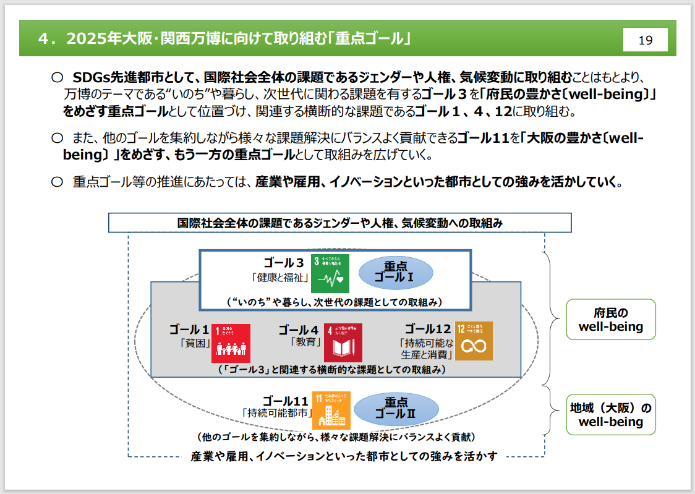 ４．2025年大阪・関西万博に向けて取り組む「重点ゴール」
19
○ SDGs先進都市として、国際社会全体の課題であるジェンダーや人権、気候変動に取り組むことはもとより、
万博のテーマである“いのち”や暮らし、次世代に関わる課題を有するゴール３を「府民の豊かさ〔well-being〕」
をめざす重点ゴールとして位置づけ、関連する横断的な課題であるゴール１、４、12に取り組む。
○ また、他のゴールを集約しながら様々な課題解決にバランスよく貢献できるゴール11を「大阪の豊かさ〔well-
being〕」をめざす、もう一方の重点ゴールとして取組みを広げていく。
○ 重点ゴール等の推進にあたっては、産業や雇用、イノベーションといった都市としての強みを活かしていく。
国際社会全体の課題であるジェンダーや人権、気候変動への取組み
ゴール３
「健康と福祉」
3
重点
ゴールⅠ
（“いのち”や暮らし、次世代の課題としての取組み）
ゴール１
「貧困」
1
ゴール４
「教育」
4
ゴール12
「持続可能な
生産と消費」
12
（「ゴール３」と関連する横断的な課題としての取組み）
ゴール11
「持続可能都市」
11
重点
ゴールⅡ
（他のゴールを集約しながら、様々な課題解決にバランスよく貢献）
産業や雇用、イノベーションといった都市としての強みを活かす
府民の
well-being
地域（大阪）の
well-being